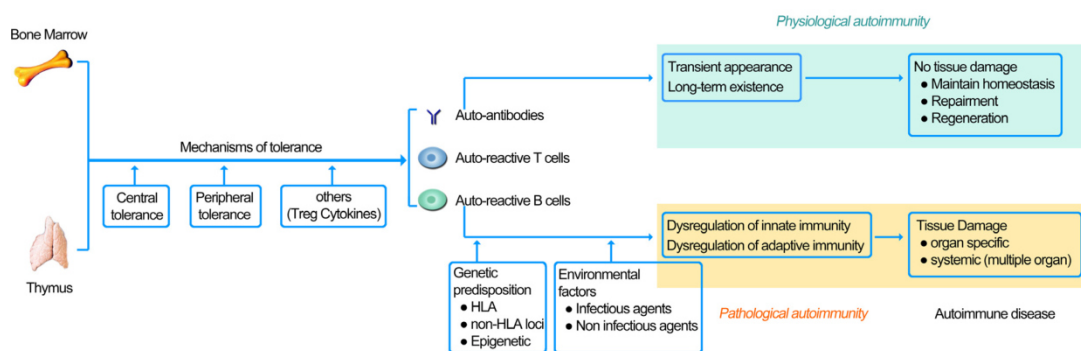 Physiological autoimmunity
Bone Marrow
Transient appearance
Long-term existence
No tissue damage
● Maintain homeostasis
● Repairment
● Regeneration
Auto-antibodies
Mechanisms of tolerance
Auto-reactive T cells
Central
tolerance
Peripheral
tolerance
others
(Treg Cytokines)
Auto-reactive B cells
Thymus
Dysregulation of innate immunity
Dysregulation of adaptive immunity
Tissue Damage
● organ specific
● systemic (multiple organ)
Genetic
predisposition
● HLA
● non-HLA loci
● Epigenetic
Environmental
factors
● Infectious agents
● Non infectious agents
Pathological autoimmunity
Autoimmune disease